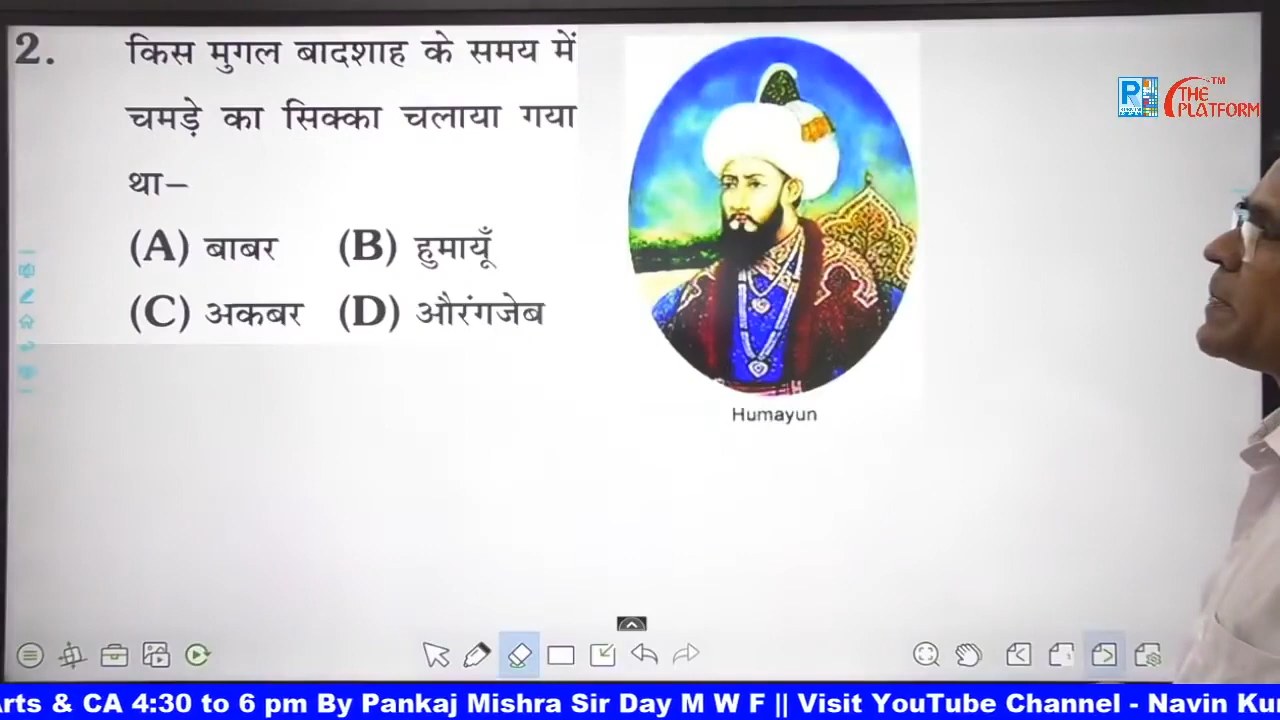 2. किस मुगल बादशाह के समय में
चमड़े का सिक्का चलाया गया
था–
(A) बाबर (B) हुमायूँ
(C) अकबर (D) औरंगजेब
Humayun
THE PLATFORM™
Arts & CA 4:30 to 6 pm By Pankaj Mishra Sir Day M W F || Visit YouTube Channel - Navin Ku